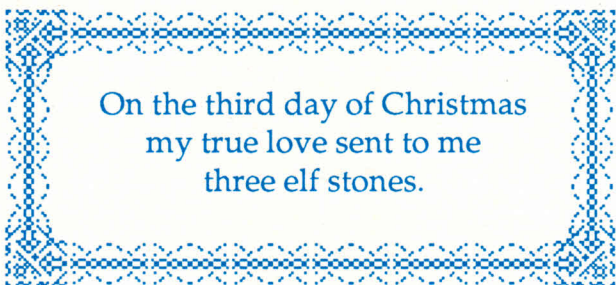 On the third day of Christmas
my true love sent to me
three elf stones.